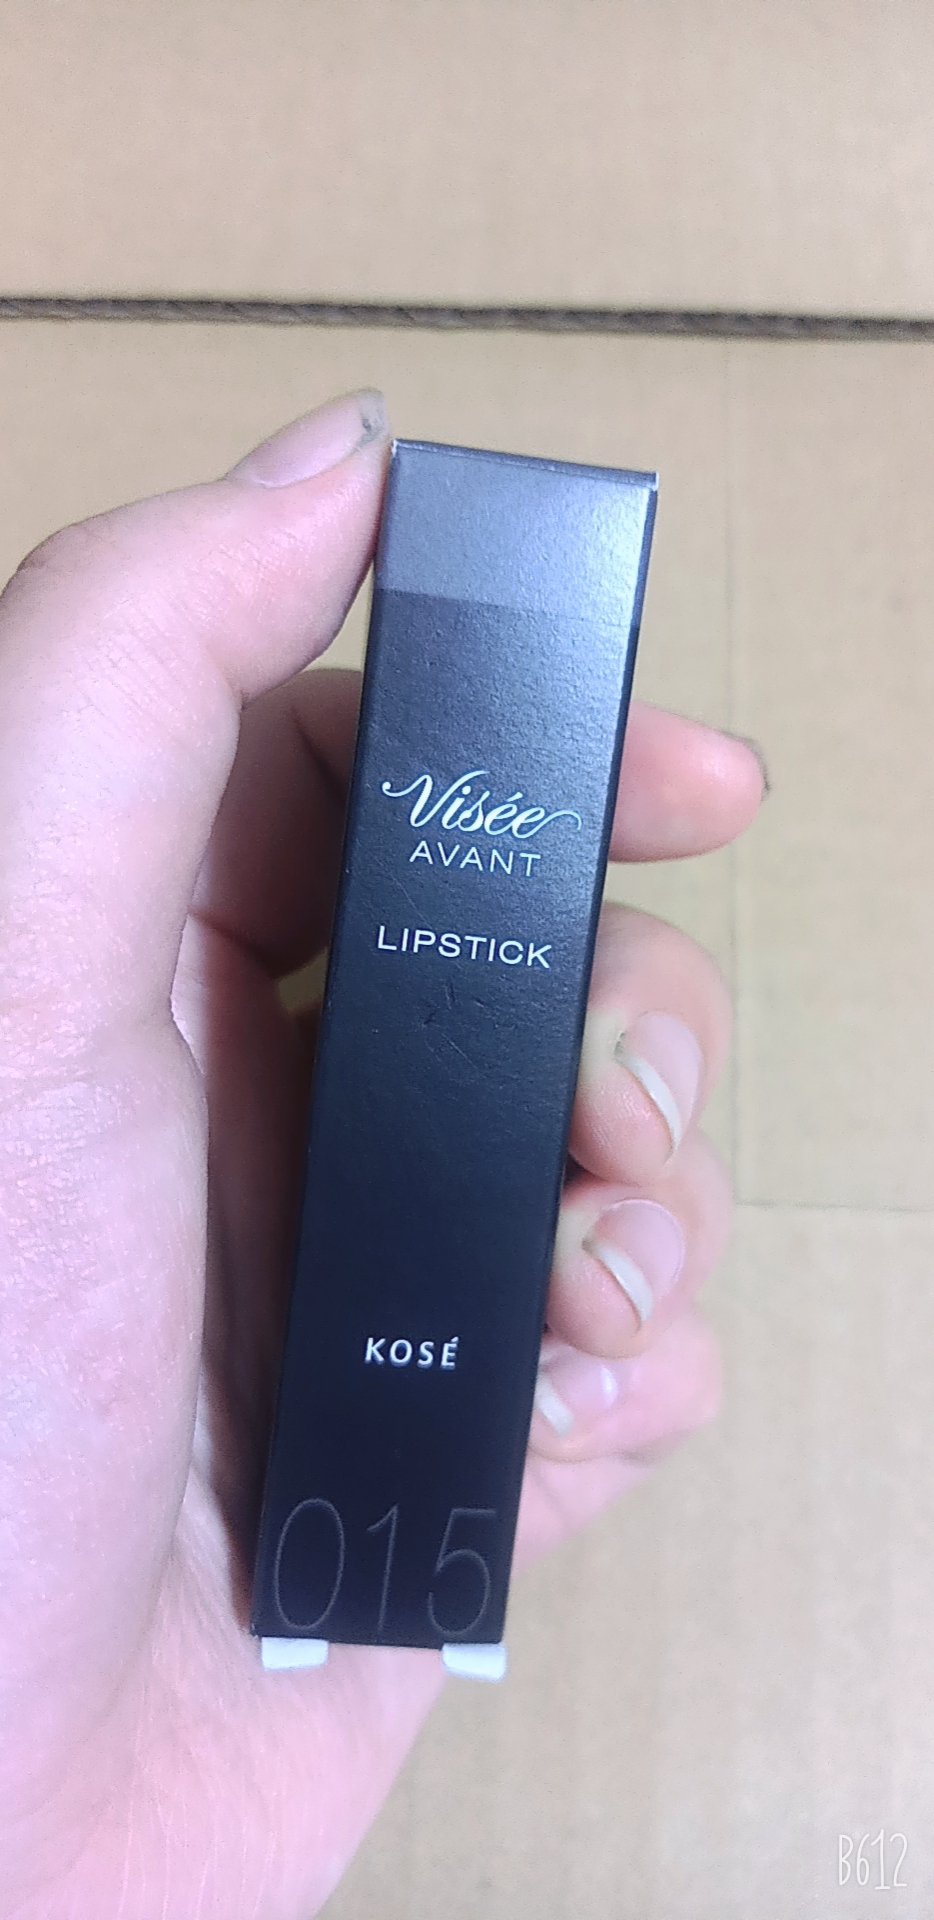 Visée
AVANT
LIPSTICK
KOSÉ
015
B612